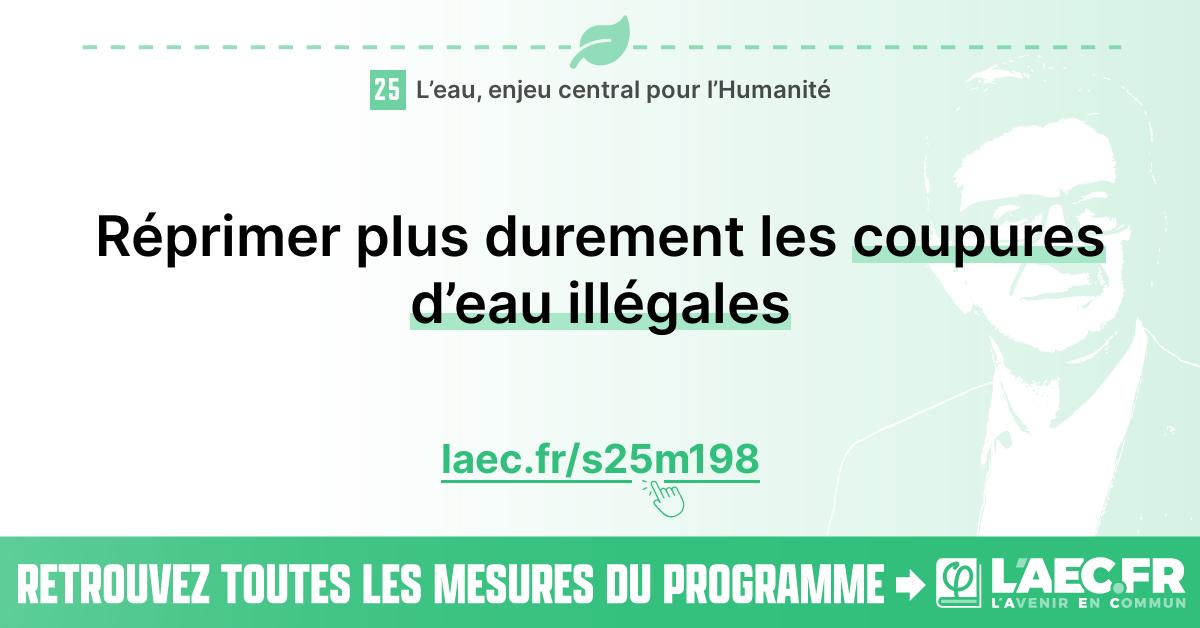 25 L’eau, enjeu central pour l’Humanité
Réprimer plus durement les coupures
d’eau illégales
laec.fr/s25m198
RETROUVEZ TOUTES LES MESURES DU PROGRAMME
φ L'AEC.FR
L'AVENIR EN COMMUN